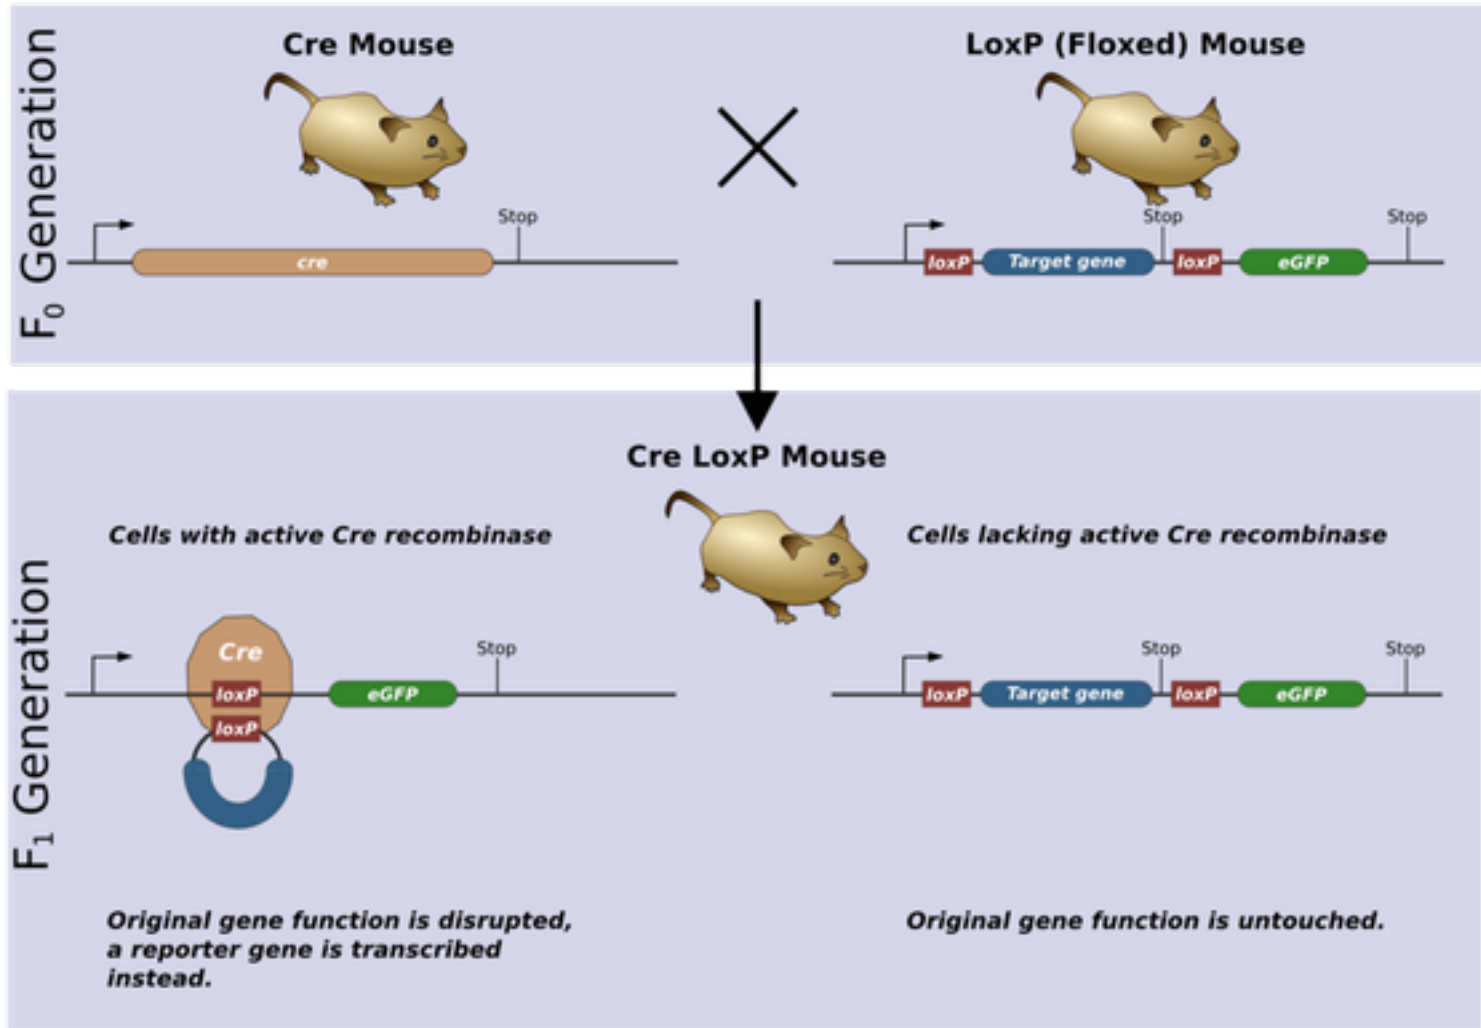 F0 Generation
Cre Mouse
LoxP (Floxed) Mouse
Stop
cre
Stop
Stop
loxP
Target gene
loxP
eGFP
F1 Generation
Cre LoxP Mouse
Cells with active Cre recombinase
Cells lacking active Cre recombinase
Cre
Stop
loxP
eGFP
loxP
Stop
Stop
loxP
Target gene
loxP
eGFP
Original gene function is disrupted,
a reporter gene is transcribed
instead.
Original gene function is untouched.